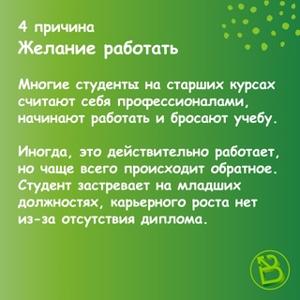 4 причина
Желание работать
Многие студенты на старших курсах
считают себя профессионалами,
начинают работать и бросают учебу.
Иногда, это действительно работает,
но чаще всего происходит обратное.
Студент застревает на младших
должностях, карьерного роста нет
из-за отсутствия диплома.